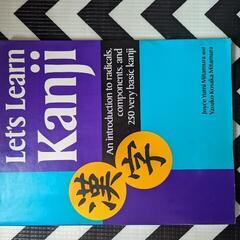 Let's Learn
Kanji
An introduction to radicals,
components, and
250 very basic kanji
漢字
Joyce Yumi Mitamura and
Yasuko Kosaka Mitamura